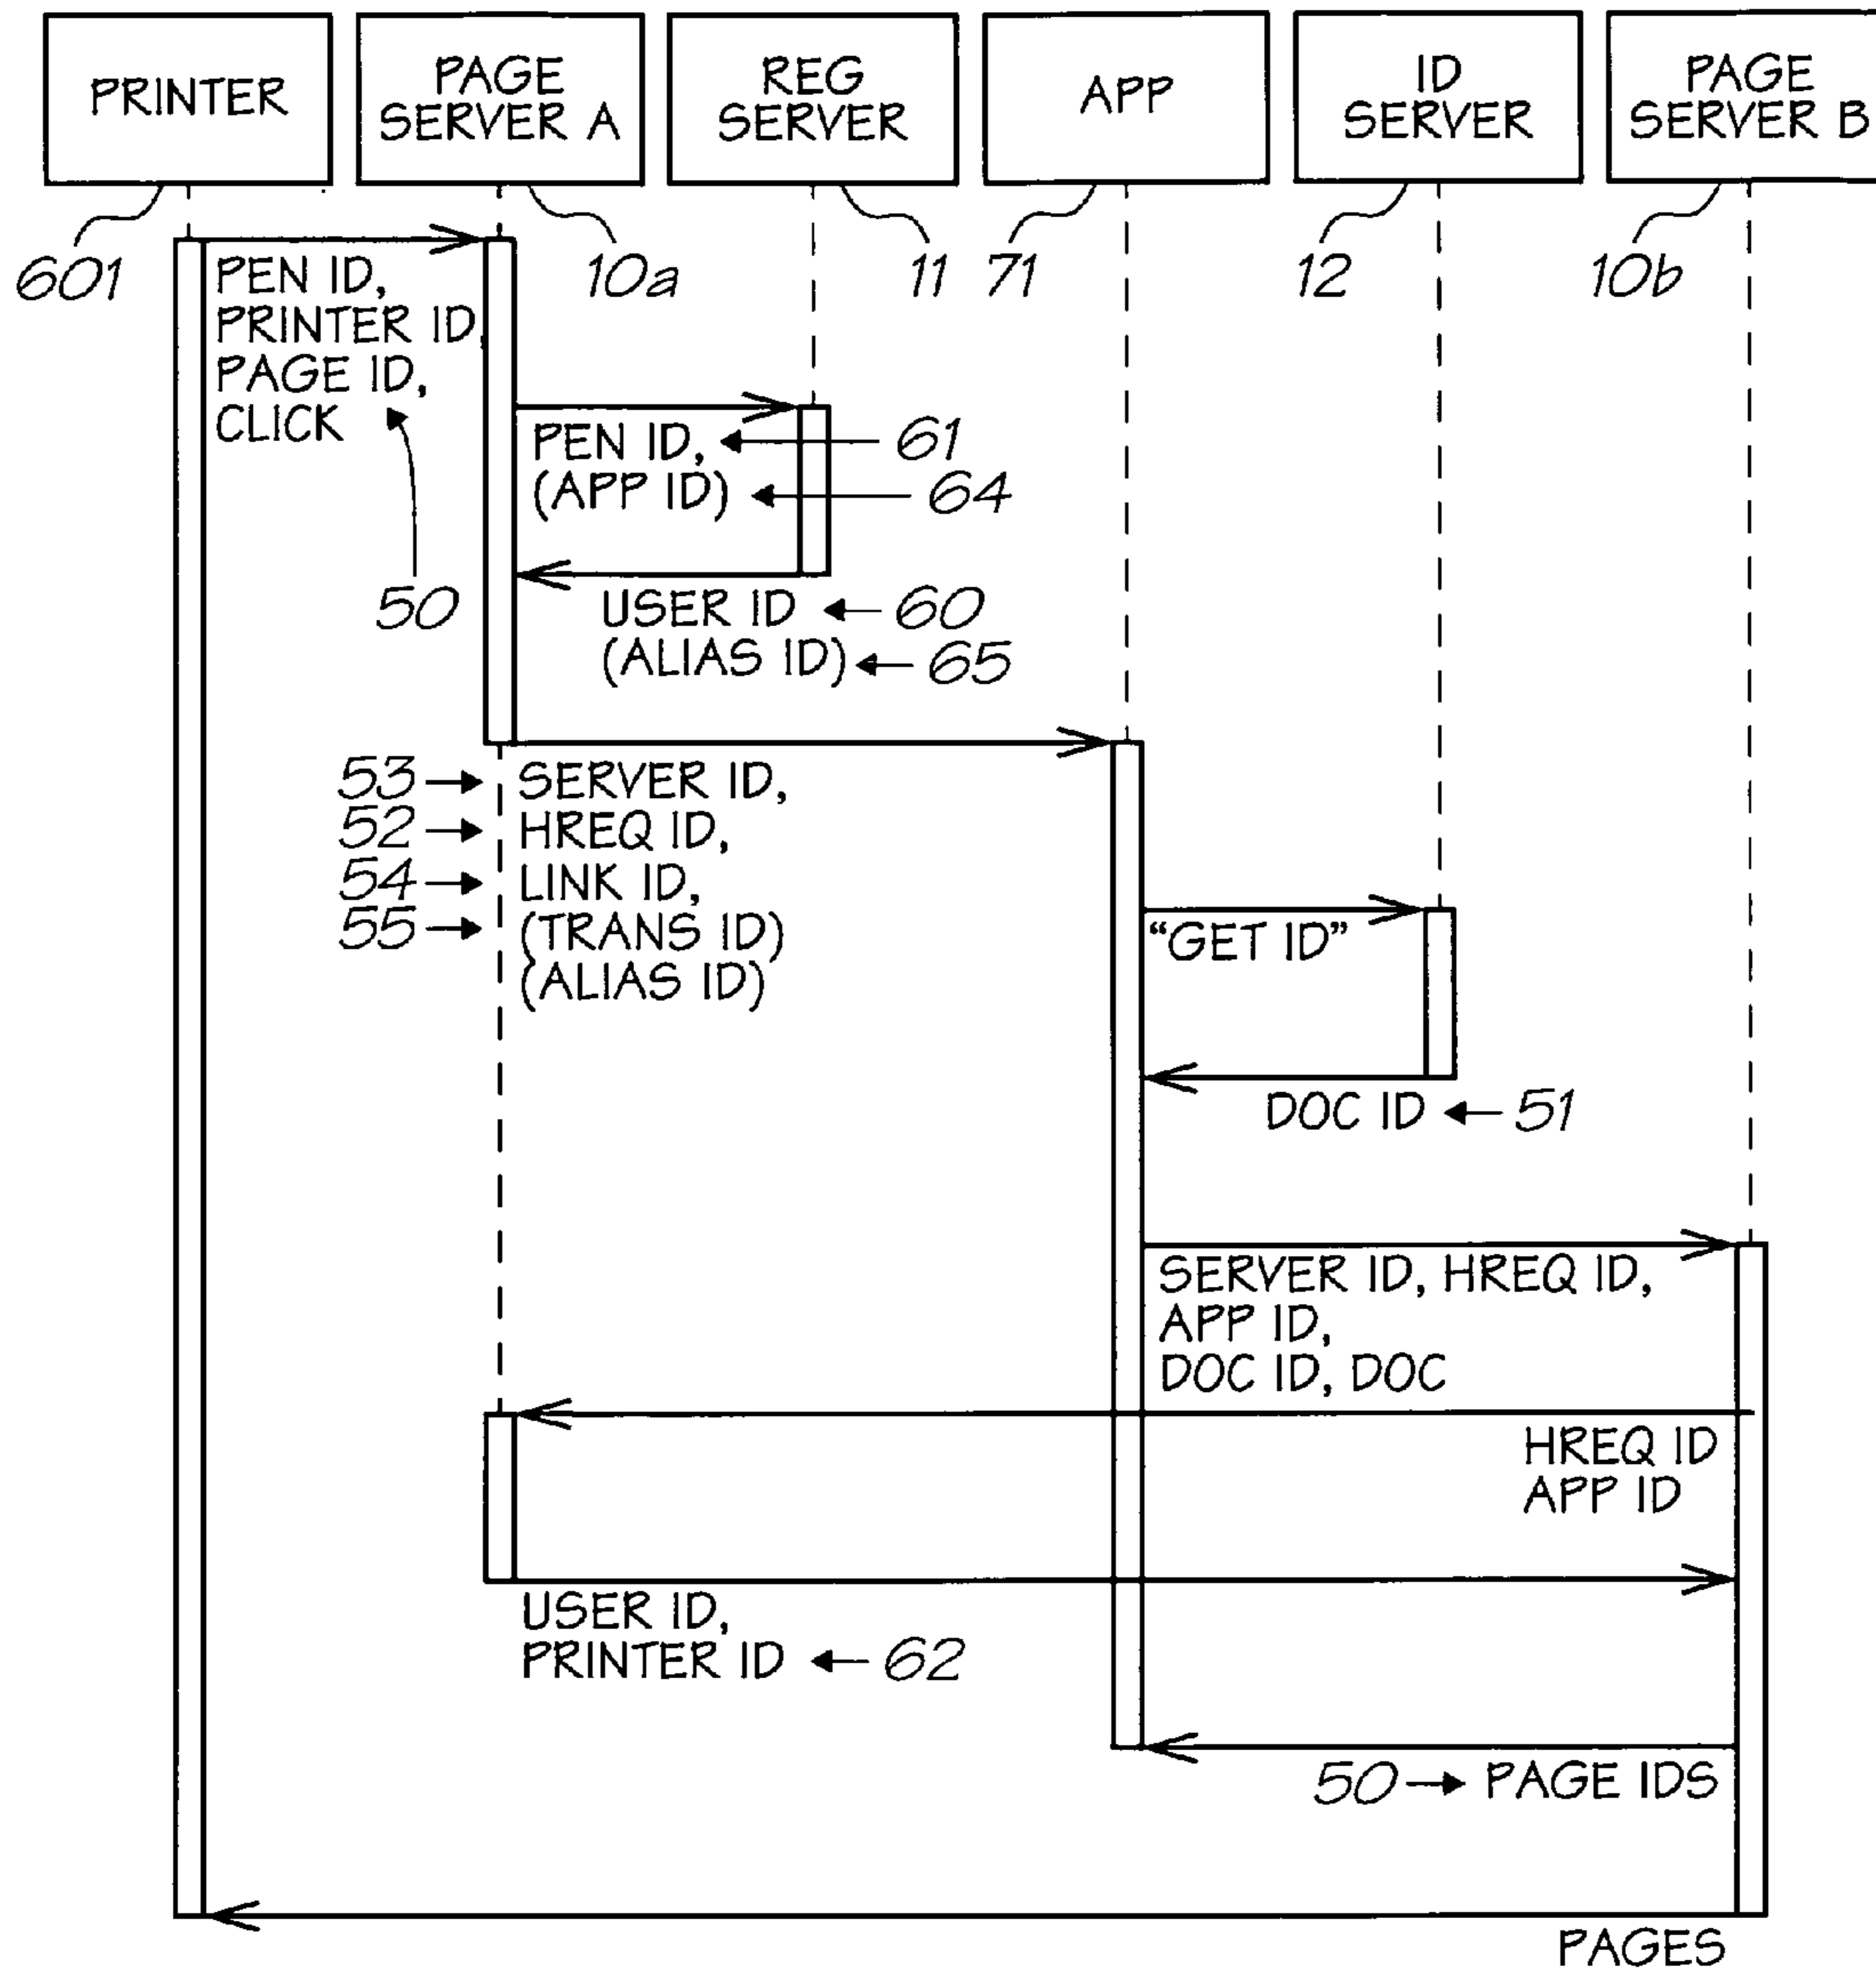 PRINTER
PAGE
SERVER A
REG
SERVER
APP
ID
SERVER
PAGE
SERVER B
601
10a
11
71
12
10b
PEN ID,
PRINTER ID
PAGE ID,
CLICK
50
PEN ID,
61
(APP ID)
64
USER ID
60
(ALIAS ID)
65
53
SERVER ID,
52
HREQ ID,
54
LINK ID,
55
(TRANS ID)
(ALIAS ID)
“GET ID”
DOC ID
51
SERVER ID, HREQ ID,
APP ID,
DOC ID, DOC
HREQ ID
APP ID
USER ID,
PRINTER ID
62
50
PAGE IDS
PAGES